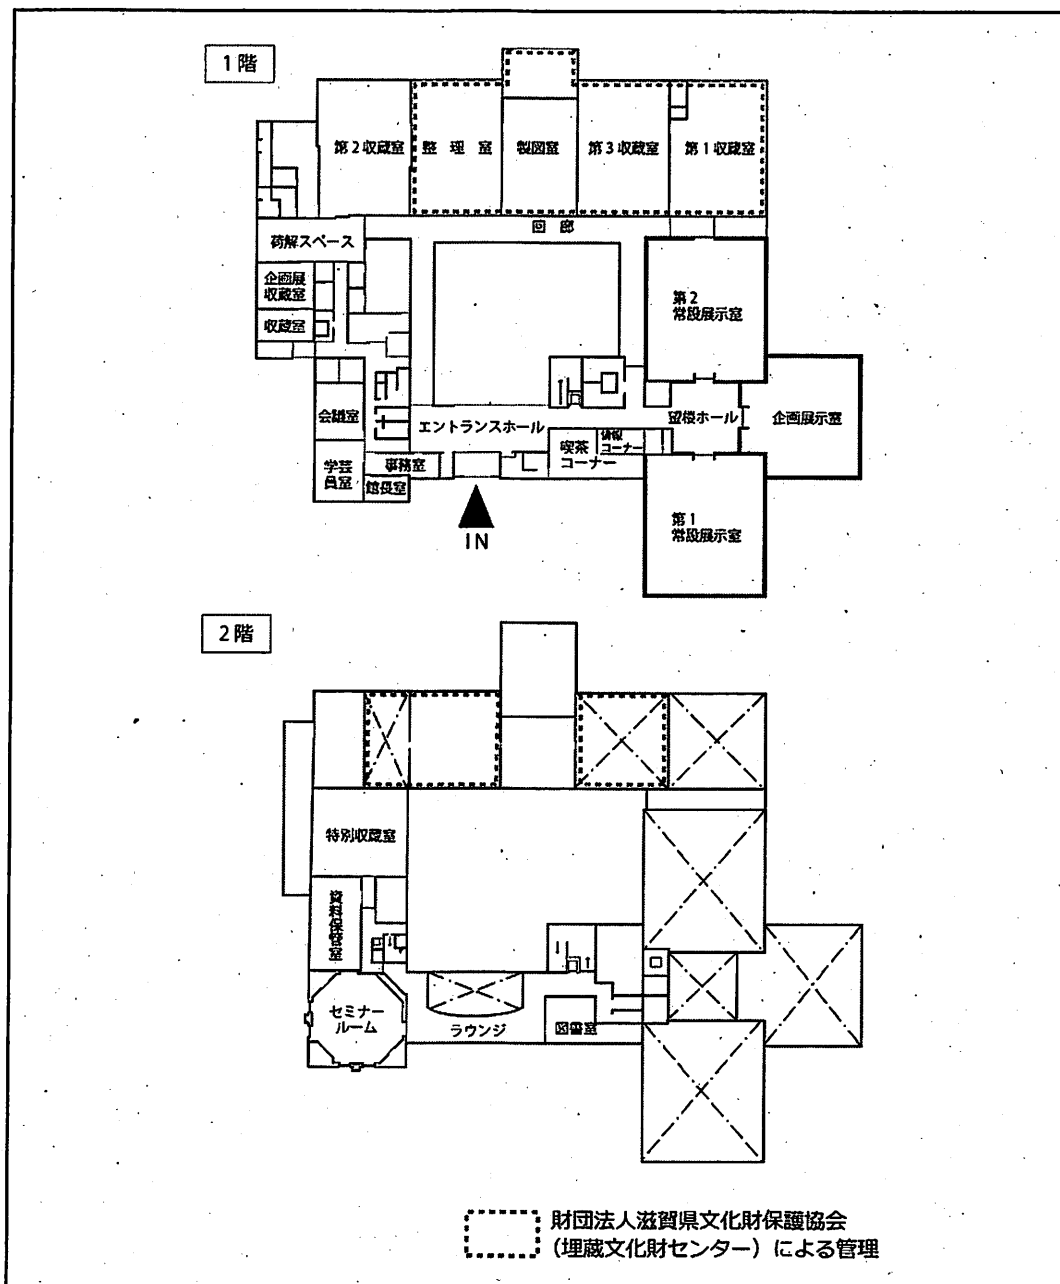 1階
第2収蔵室
整理室
製図室
第3収蔵室
第1収蔵室
回廊
荷解スペース
企画展
収蔵室
収蔵室
第2
常設展示室
会議室
エントランスホール
望楼ホール
企画展示室
喫茶
コーナー
コーナー
学芸
員室
事務室
館長室
第1
常設展示室
IN
2階
特別収蔵室
資料保管室
セミナー
ルーム
ラウンジ
図書室
財団法人滋賀県文化財保護協会
(埋蔵文化財センター)による管理